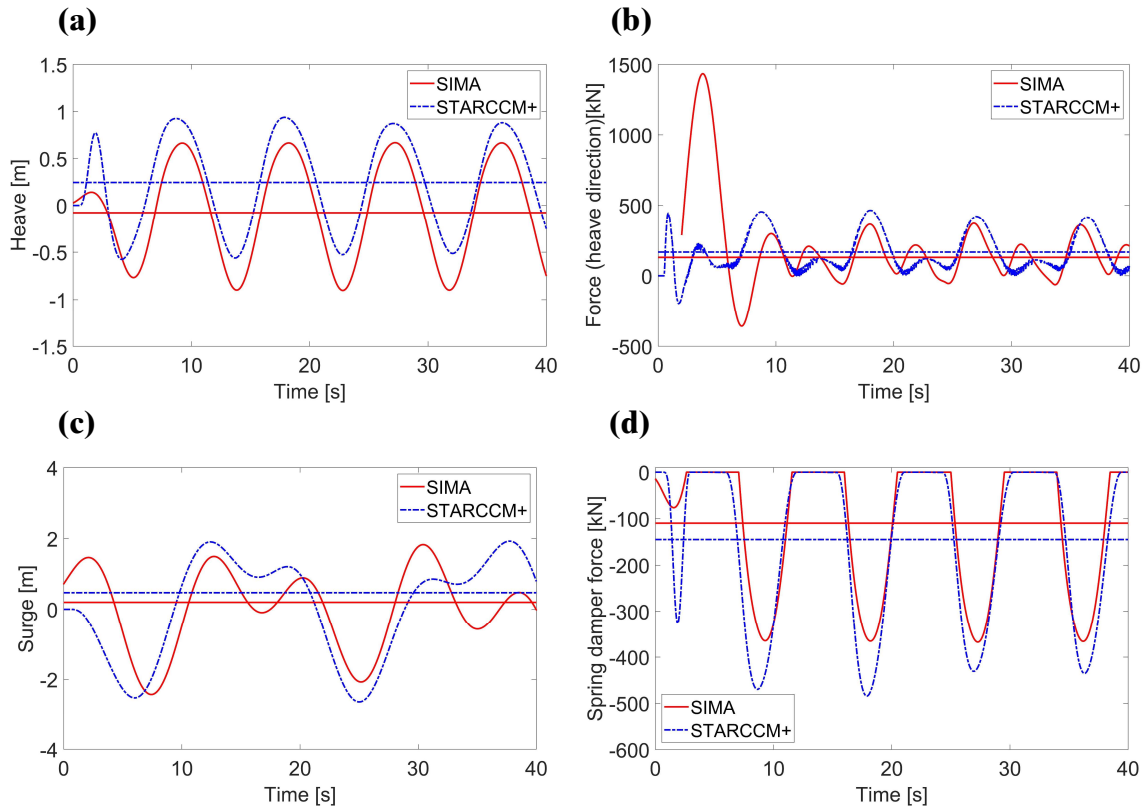 (a)
1.5
1
0.5
0
-0.5
-1
-1.5
Heave [m]
SIMA
STARCCM+
0
10
20
30
40
Time [s]
(b)
1500
1000
500
0
-500
Force (heave direction)[kN]
SIMA
STARCCM+
0
10
20
30
40
Time [s]
(c)
4
2
0
-2
-4
Surge [m]
SIMA
STARCCM+
0
10
20
30
40
Time [s]
(d)
0
-100
-200
-300
-400
-500
-600
Spring damper force [kN]
SIMA
STARCCM+
0
10
20
30
40
Time [s]